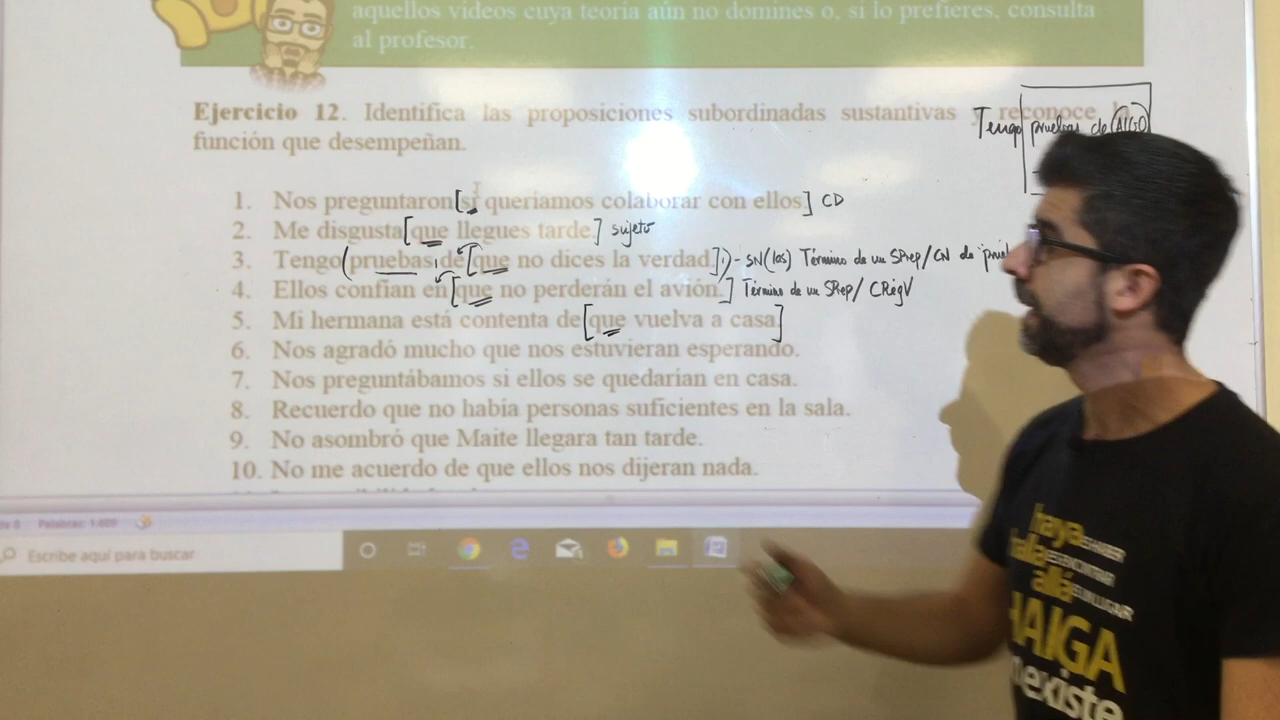 aquellos vídeos cuya teoría aún no domines o, si lo prefieres, consulta
al profesor.
Ejercicio 12. Identifica las proposiciones subordinadas sustantivas y reconoce la
función que desempeñan.
Tengo pruebas de (ALGO)
1. Nos preguntaron [si queríamos colaborar con ellos.] CD
2. Me disgusta [que llegues tarde.] sujeto
3. Tengo (pruebas de [que no dices la verdad.]) - SN(los) Término de un SPrep/CN de
4. Ellos confían en [que no perderán el avión.] Término de un SPrep/ CRégV
5. Mi hermana está contenta de [que vuelva a casa.]
6. Nos agradó mucho que nos estuvieran esperando.
7. Nos preguntábamos si ellos se quedarían en casa.
8. Recuerdo que no había personas suficientes en la sala.
9. No asombró que Maite llegara tan tarde.
10. No me acuerdo de que ellos nos dijeran nada.
Palabras: 1.609
Escribe aquí para buscar
haya
allá
HAIGA
existe